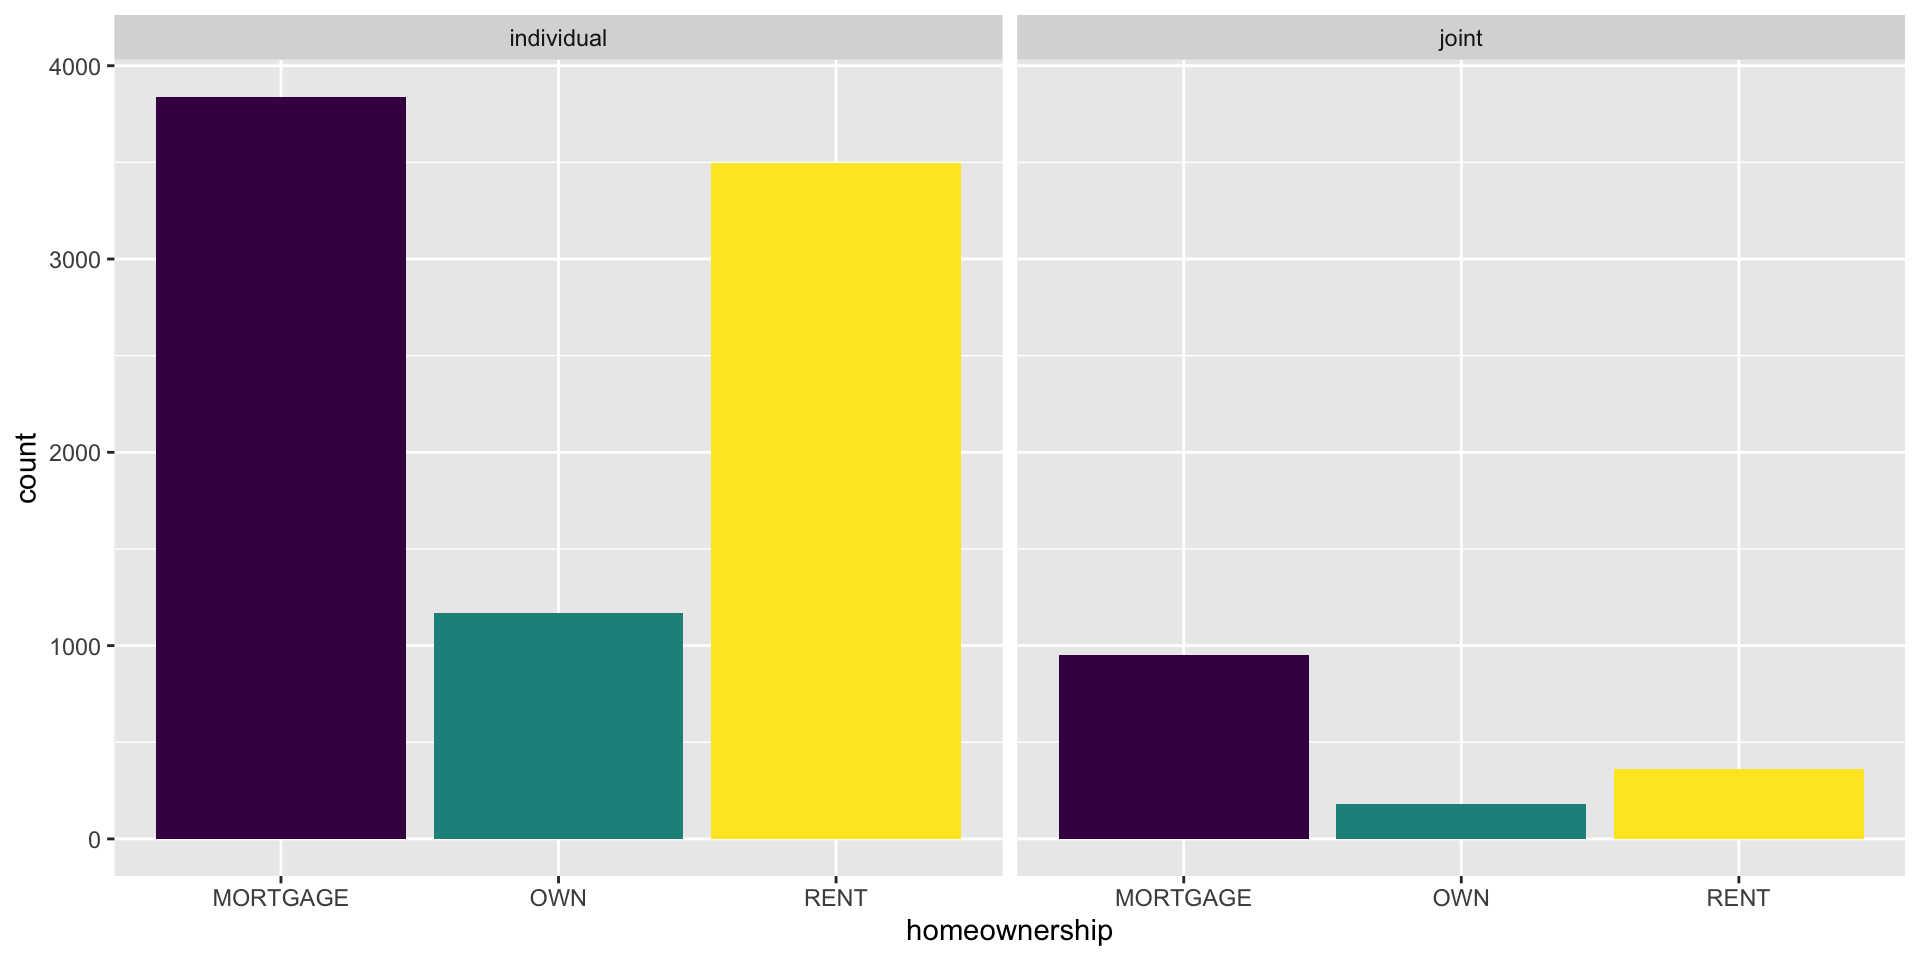 individual
joint
4000
3000
2000
1000
0
count
MORTGAGE OWN RENT
MORTGAGE OWN RENT
homeownership